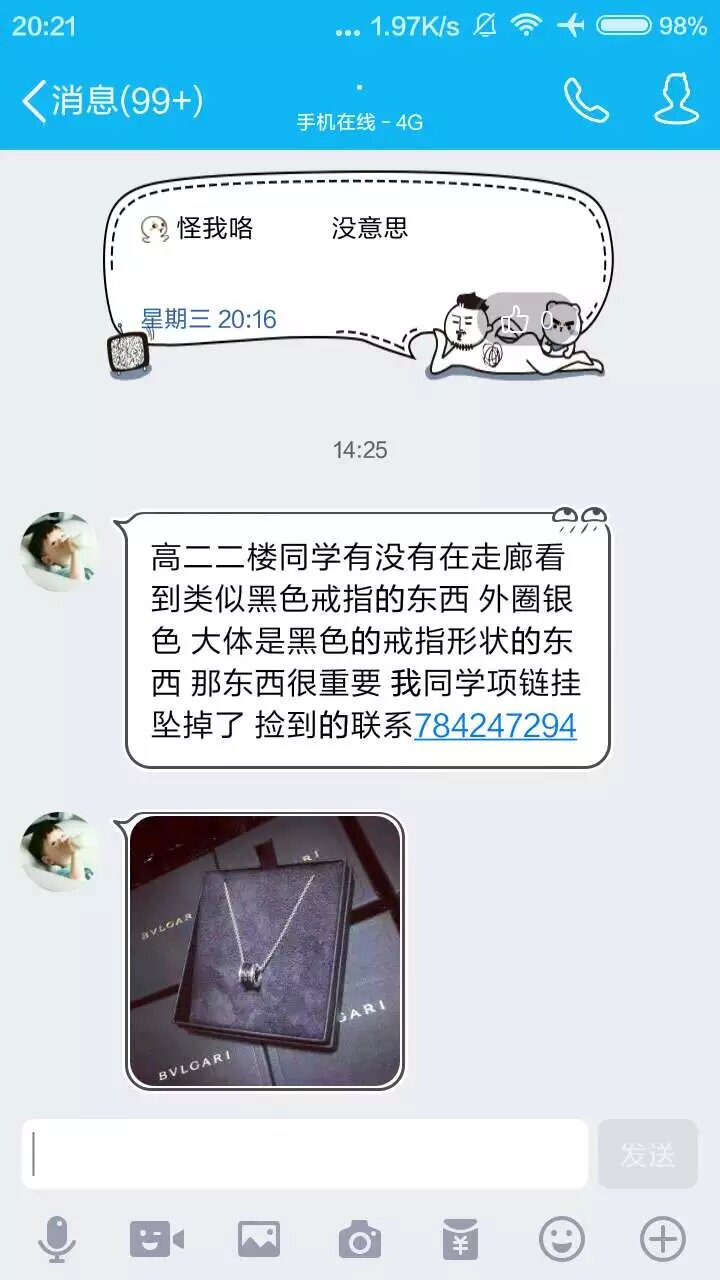 20:21 ... 1.97K/s 98%
消息(99+)
手机在线 - 4G
怪我咯 没意思
星期三 20:16
0
14:25
高二二楼同学有没有在走廊看
到类似黑色戒指的东西 外圈银
色 大体是黑色的戒指形状的东
西 那东西很重要 我同学项链挂
坠掉了 捡到的联系784247294
BVLGARI
BVLGARI
发送